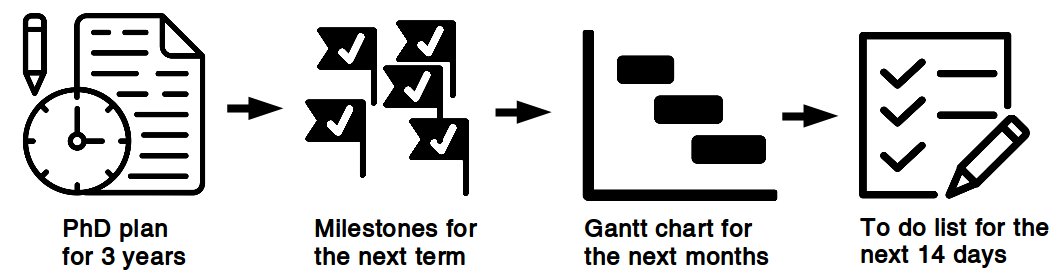 PhD plan
for 3 years
Milestones for
the next term
Gantt chart for
the next months
To do list for the
next 14 days